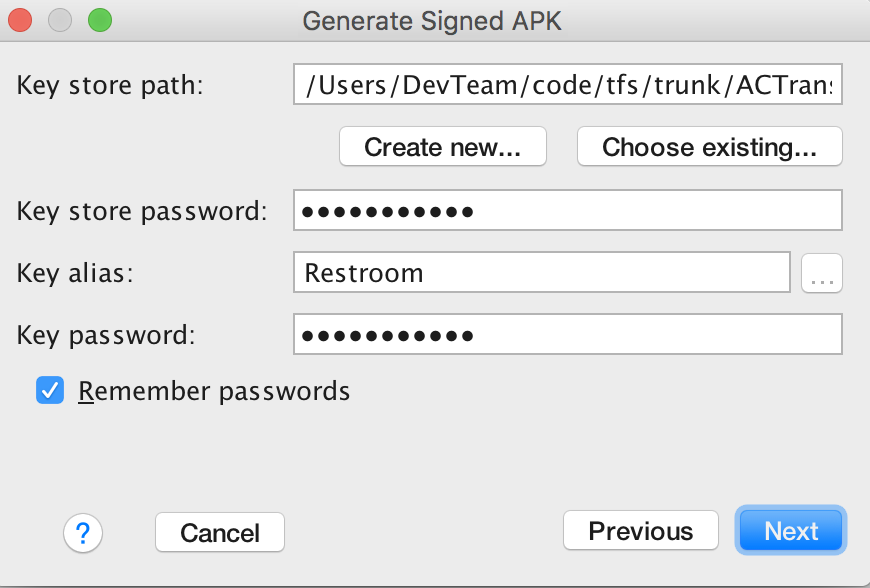 Generate Signed APK
Key store path: /Users/DevTeam/code/tfs/trunk/ACTrans
Create new... Choose existing...
Key store password: •••••••••••
Key alias: Restroom ...
Key password: •••••••••••
Remember passwords
? Cancel Previous Next